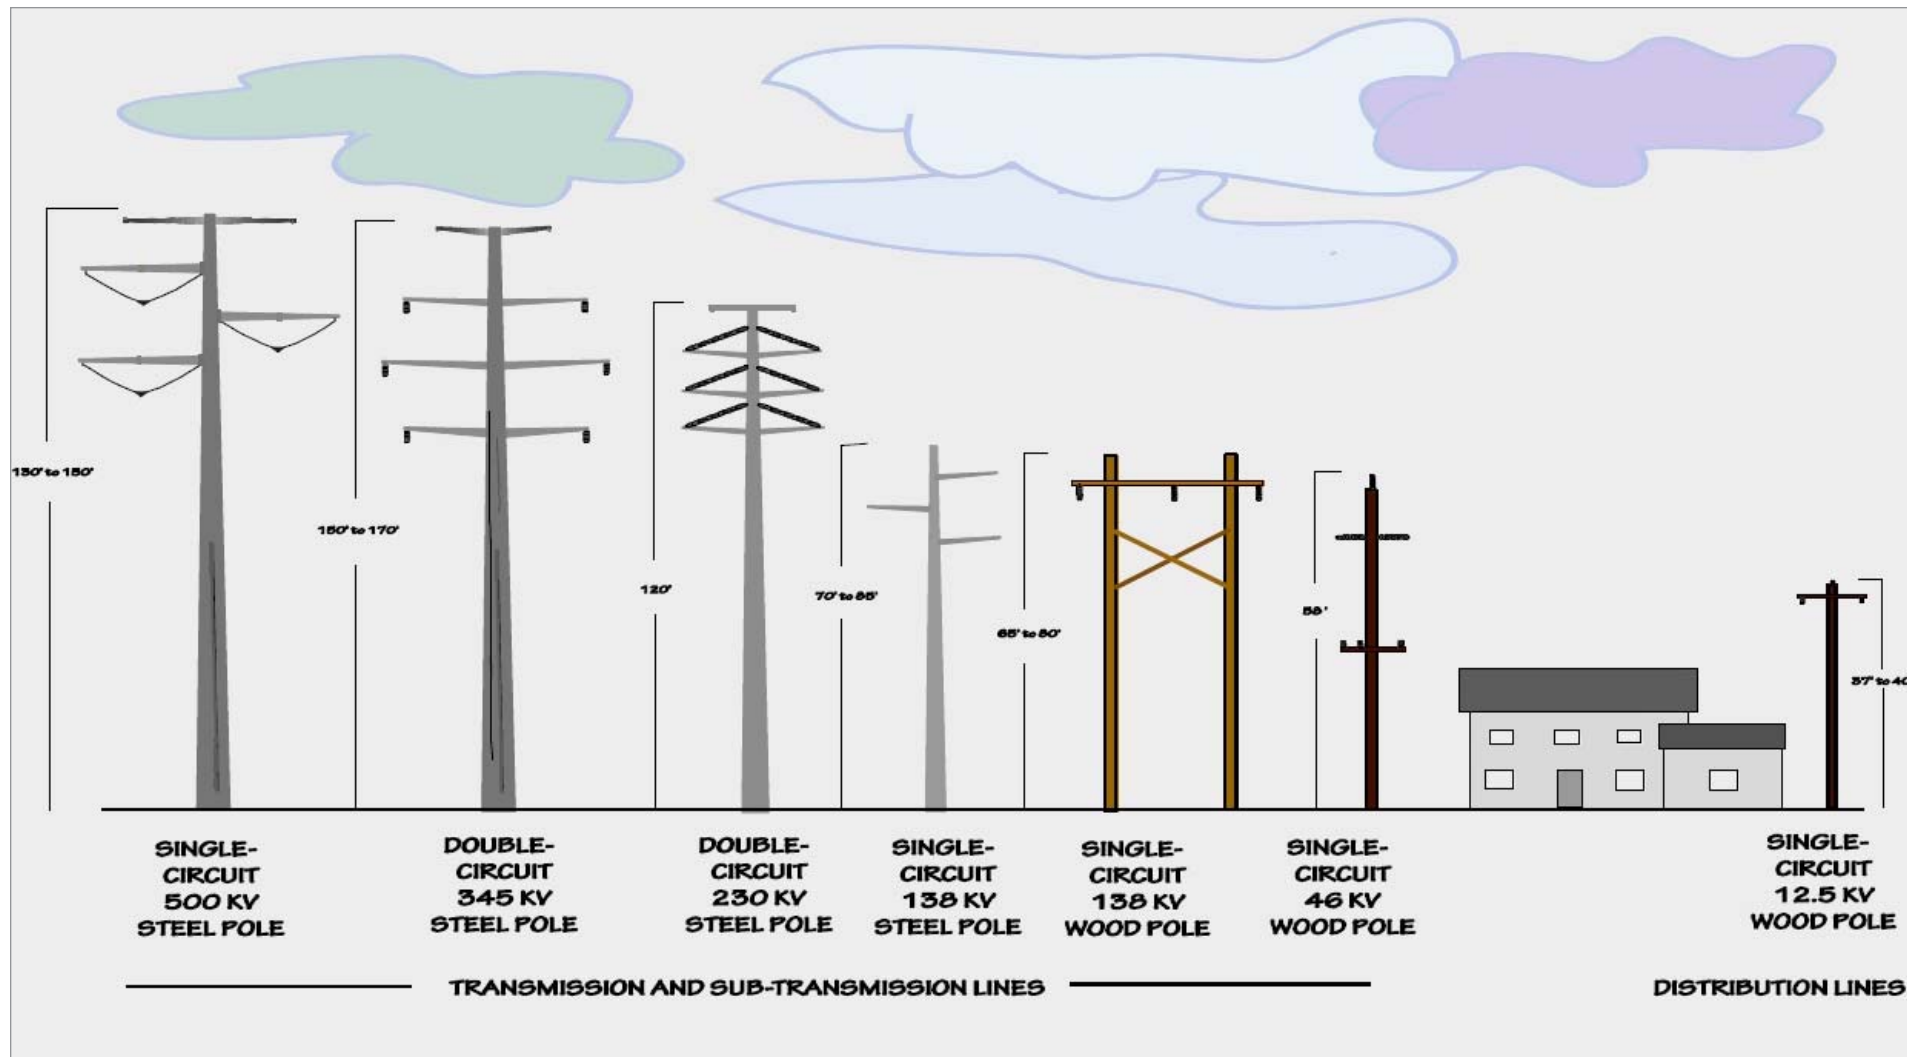 150' to 170'
120'
70' to 85'
65' to 80'
58'
SINGLE-
CIRCUIT
500 KV
STEEL POLE
DOUBLE-
CIRCUIT
345 KV
STEEL POLE
DOUBLE-
CIRCUIT
230 KV
STEEL POLE
SINGLE-
CIRCUIT
138 KV
STEEL POLE
SINGLE-
CIRCUIT
138 KV
WOOD POLE
SINGLE-
CIRCUIT
46 KV
WOOD POLE
SINGLE-
CIRCUIT
12.5 KV
WOOD POLE
TRANSMISSION AND SUB-TRANSMISSION LINES
DISTRIBUTION LINES